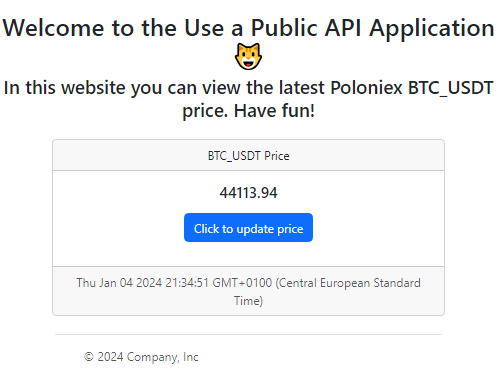 Welcome to the Use a Public API Application
🐱
In this website you can view the latest Poloniex BTC_USDT
price. Have fun!
BTC_USDT Price
44113.94
Click to update price
Thu Jan 04 2024 21:34:51 GMT+0100 (Central European Standard
Time)
© 2024 Company, Inc